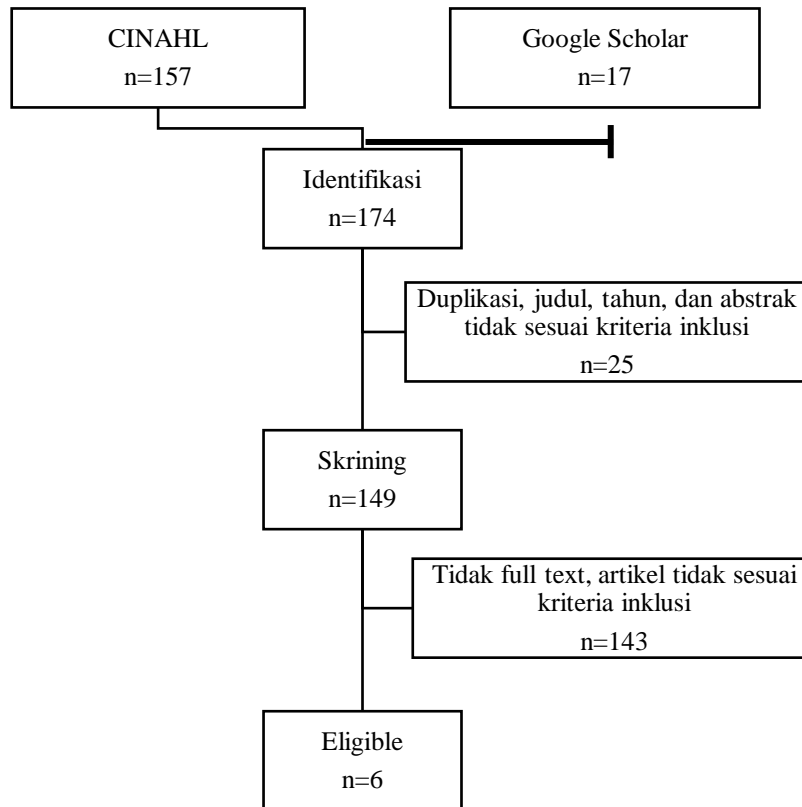 CINAHL
n=157
Google Scholar
n=17
Identifikasi
n=174
Duplikasi, judul, tahun, dan abstrak
tidak sesuai kriteria inklusi
n=25
Skrining
n=149
Tidak full text, artikel tidak sesuai
kriteria inklusi
n=143
Eligible
n=6